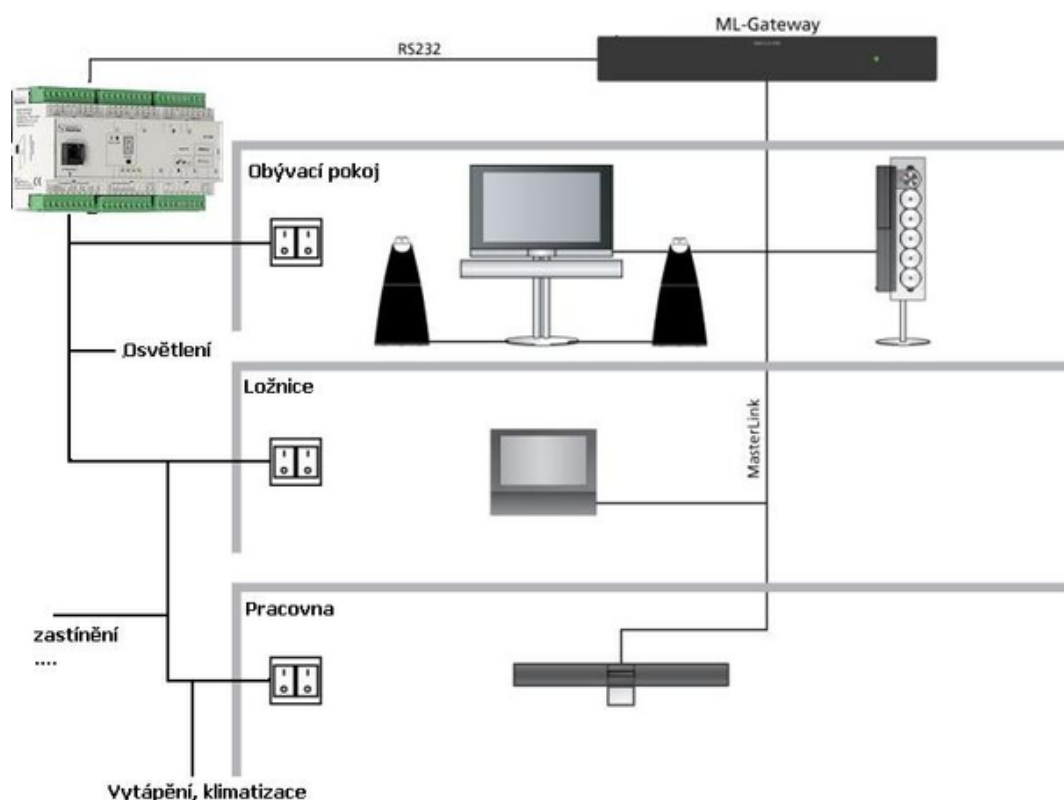 ML-Gateway
RS232
Obývací pokoj
Osvětlení
Ložnice
MasterLink
Pracovna
zastínění
....
Vytápění, klimatizace